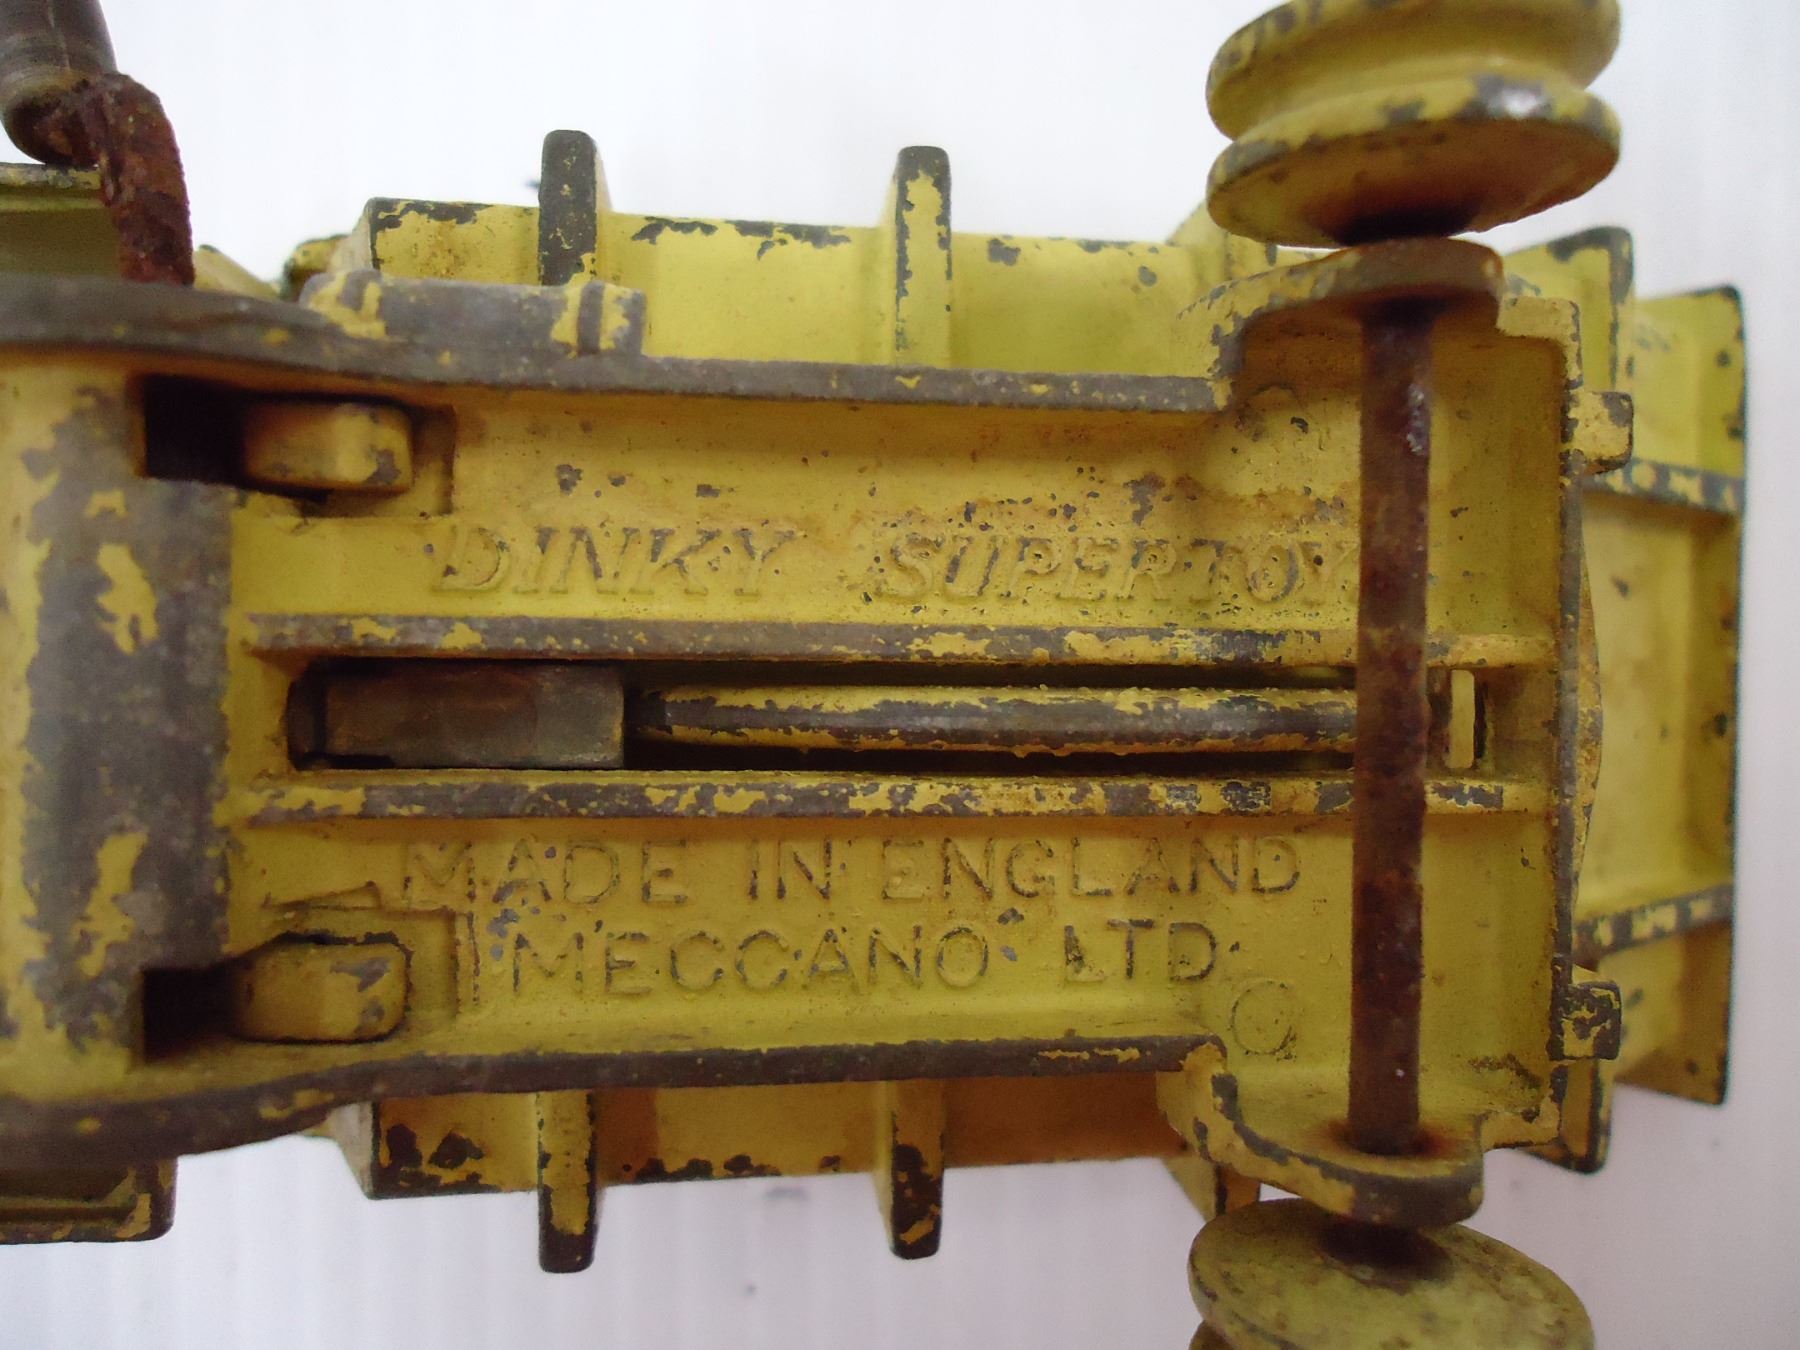 DINKY SUPERTOY
MADE IN ENGLAND
MECCANO LTD